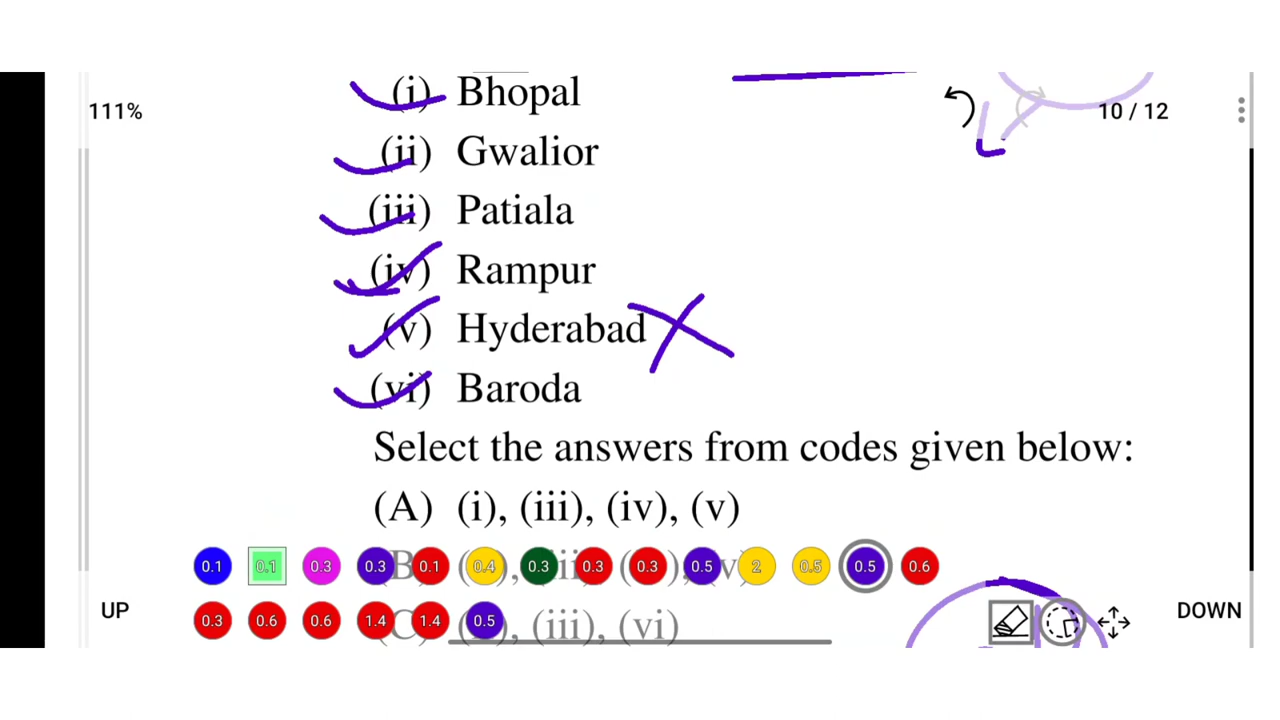 (i) Bhopal
111%
10 / 12
(ii) Gwalior
(iii) Patiala
(iv) Rampur
(v) Hyderabad
(vi) Baroda
Select the answers from codes given below:
(A) (i), (iii), (iv), (v)
0.1 0.1 0.3 0.3 0.1 0.4 0.3 0.3 0.3 0.5 2 0.5 0.5 0.6
UP
DOWN
0.3 0.6 0.6 1.4 1.4 0.5
(iii), (vi)